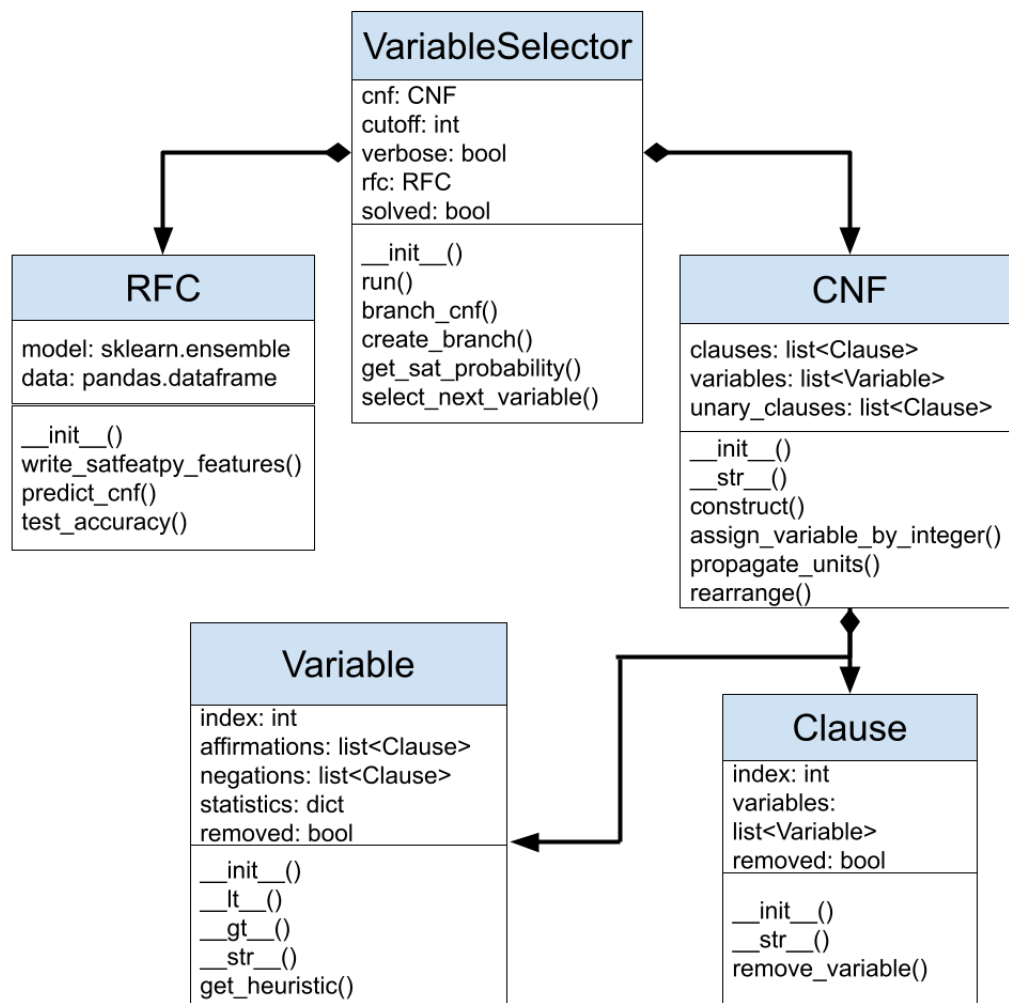 VariableSelector
cnf: CNF
cutoff: int
verbose: bool
rfc: RFC
solved: bool
__init__()
run()
branch_cnf()
create_branch()
get_sat_probability()
select_next_variable()
RFC
model: sklearn.ensemble
data: pandas.dataframe
__init__()
write_satfeatpy_features()
predict_cnf()
test_accuracy()
CNF
clauses: list<Clause>
variables: list<Variable>
unary_clauses: list<Clause>
__init__()
__str__()
construct()
assign_variable_by_integer()
propagate_units()
rearrange()
Variable
index: int
affirmations: list<Clause>
negations: list<Clause>
statistics: dict
removed: bool
__init__()
__lt__()
__gt__()
__str__()
get_heuristic()
Clause
index: int
variables:
list<Variable>
removed: bool
__init__()
__str__()
remove_variable()